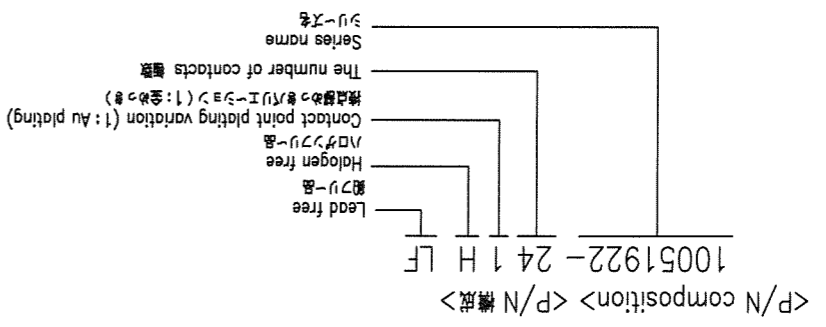 <P/N composition> <P/N 構成>
10051922- 24 1 H LF
Lead free
鉛フリー品
Halogen free
ハロゲンフリー品
Contact point plating variation (1: Au plating)
接点部めっきバリエーション (1: 金めっき)
The number of contacts 極数
Series name
シリーズ名